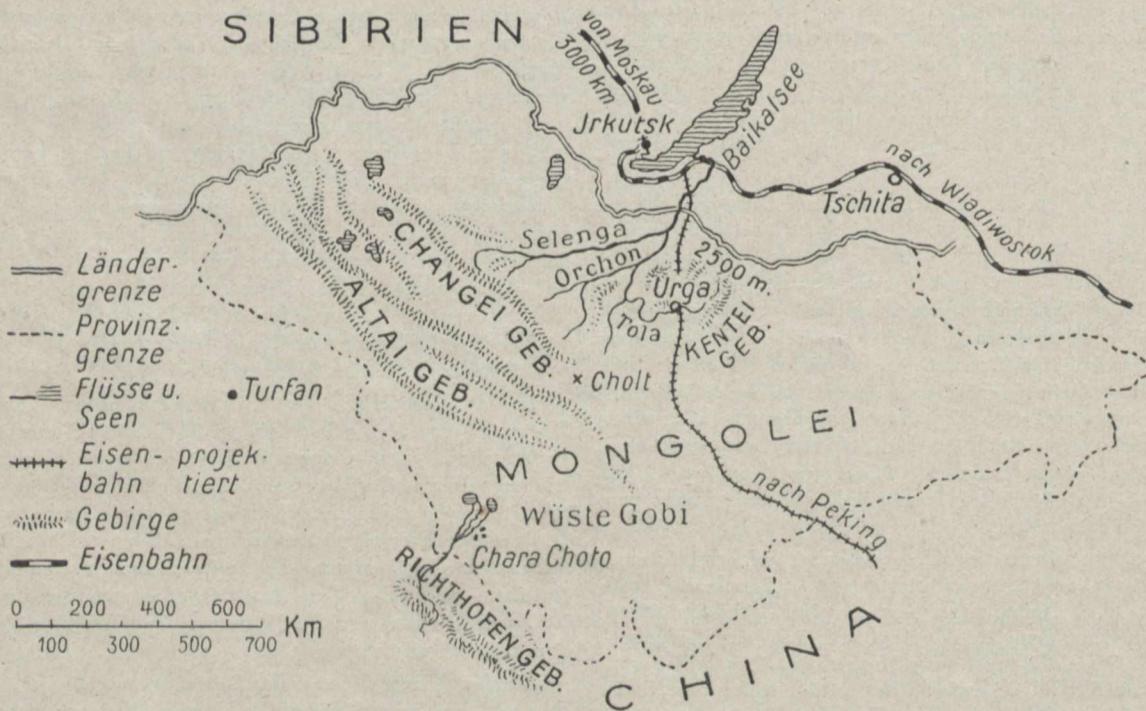 SIBIRIEN
von Moskau
3000 km
Jrkutsk
Baikalsee
nach Wladiwostok
Tschita
Selenga
Orchon
2500 m.
Urga
Tola
KENTEI
GEB.
CHANGEI GEB.
ALTAI GEB.
× Cholt
Länder-
grenze
Provinz-
grenze
Flüsse u.
Seen
Turfan
Eisen- projek-
bahn tiert
Gebirge
Eisenbahn
MONGOLEI
nach Peking
Wüste Gobi
Chara Choto
RICHTHOFEN GEB.
CHINA
0 200 400 600
100 300 500 700 Km